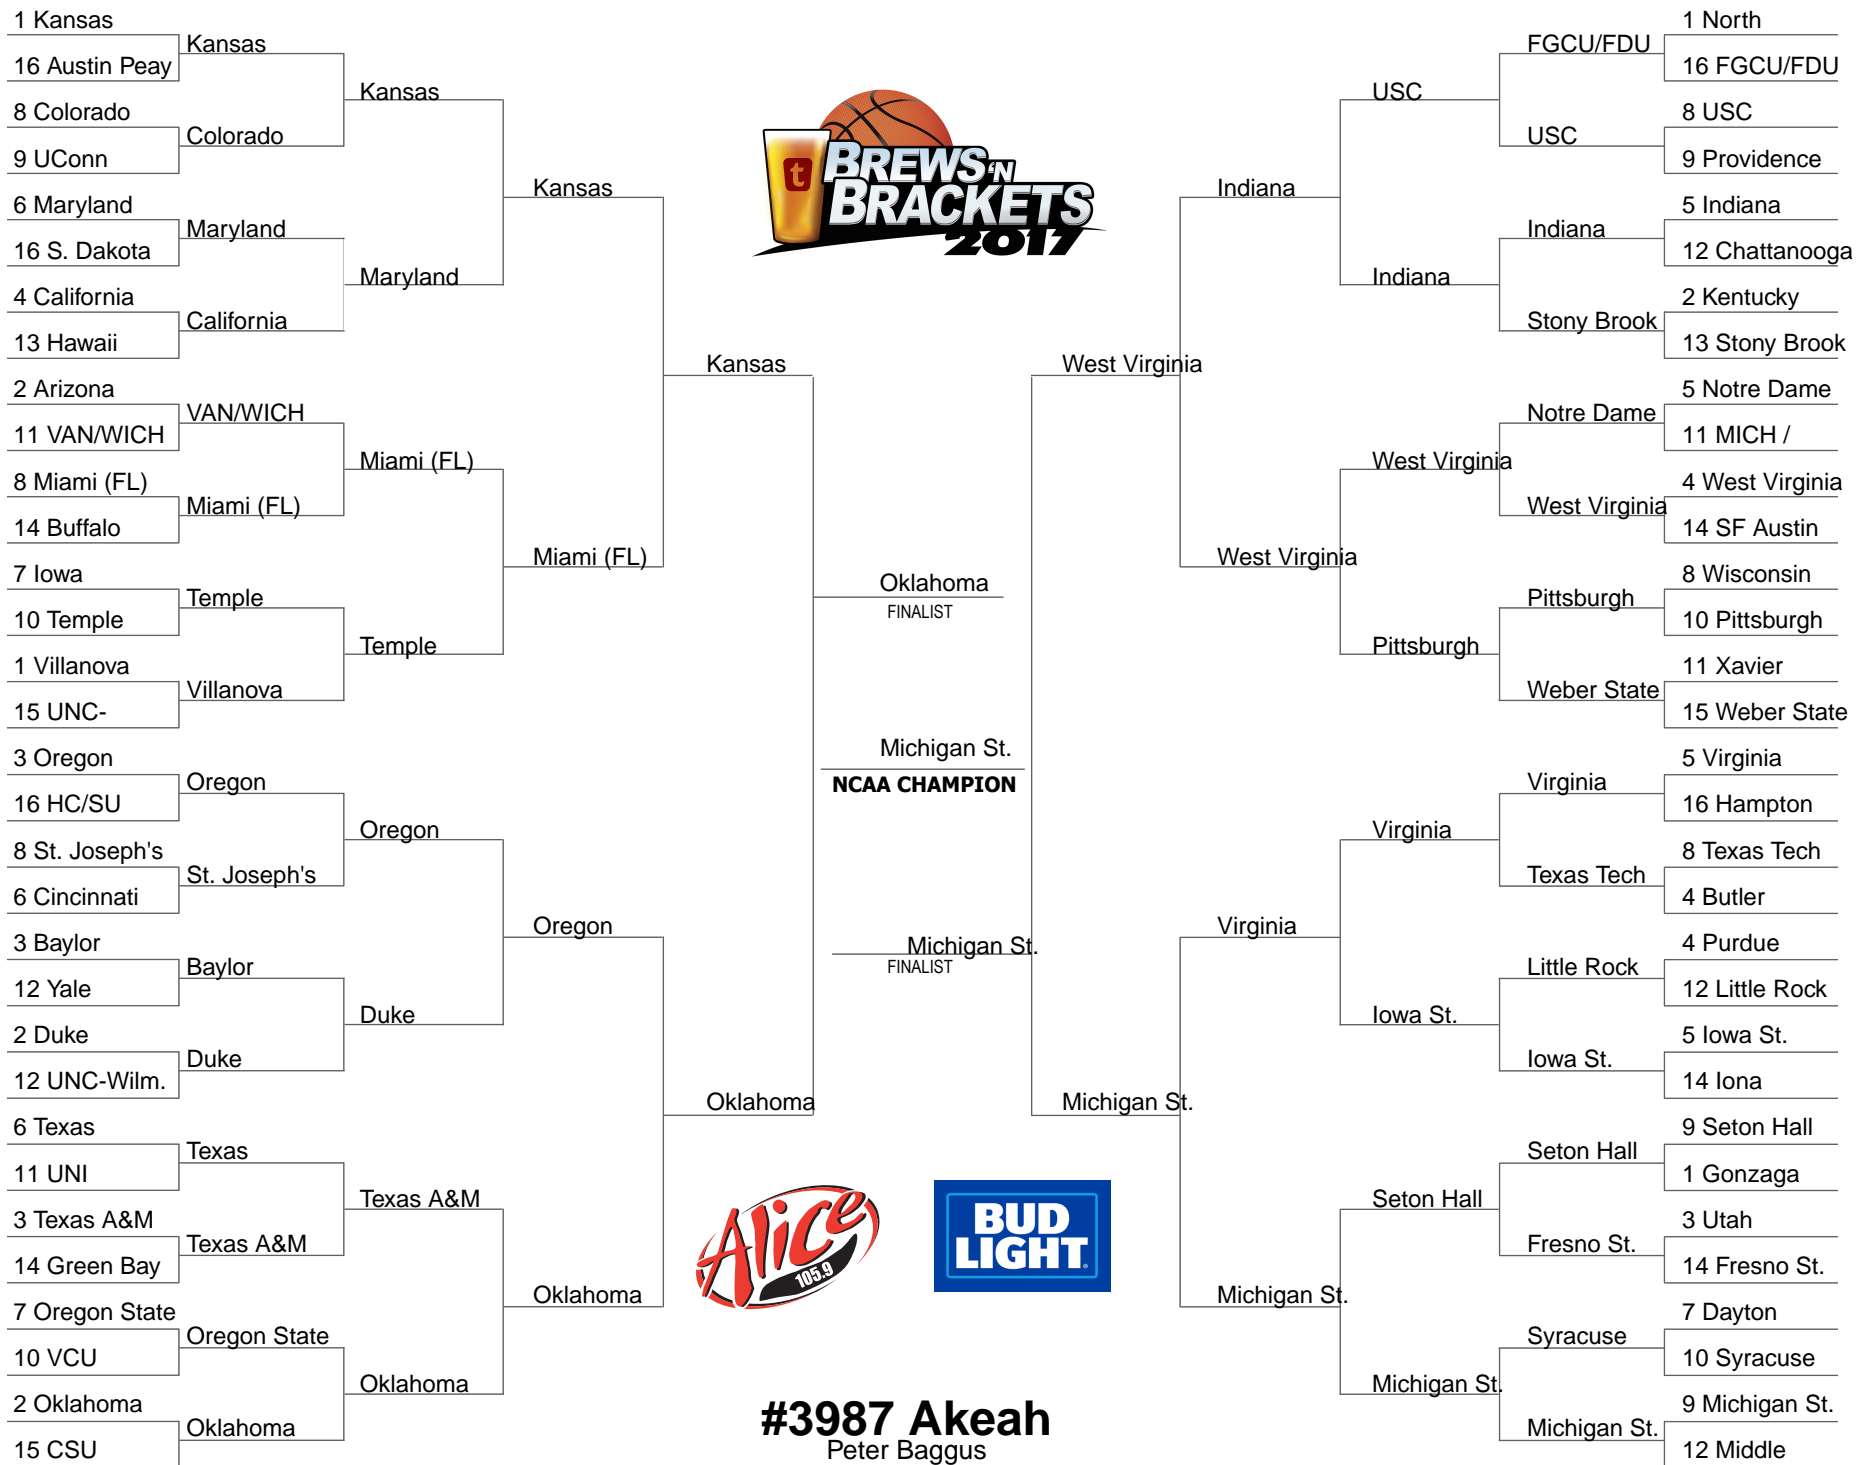 1 Kansas
16 Austin Peay
8 Colorado
9 UConn
6 Maryland
16 S. Dakota
4 California
13 Hawaii
2 Arizona
11 VAN/WICH
8 Miami (FL)
14 Buffalo
7 Iowa
10 Temple
1 Villanova
15 UNC-
3 Oregon
16 HC/SU
8 St. Joseph's
6 Cincinnati
3 Baylor
12 Yale
2 Duke
12 UNC-Wilm.
6 Texas
11 UNI
3 Texas A&M
14 Green Bay
7 Oregon State
10 VCU
2 Oklahoma
15 CSU
Kansas
Colorado
Maryland
California
VAN/WICH
Miami (FL)
Temple
Villanova
Oregon
St. Joseph's
Baylor
Duke
Texas
Texas A&M
Oregon State
Oklahoma
Kansas
Maryland
Miami (FL)
Temple
Oregon
Duke
Texas A&M
Oklahoma
Kansas
Miami (FL)
Oregon
Oklahoma
Kansas
Oklahoma
t
BREWS 'N
BRACKETS
2017
Oklahoma
FINALIST
Michigan St.
NCAA CHAMPION
Michigan St.
FINALIST
Alice
105.9
BUD
LIGHT
#3987 Akeah
Peter Baggus
West Virginia
Michigan St.
Indiana
West Virginia
Virginia
Michigan St.
USC
Indiana
West Virginia
Pittsburgh
Virginia
Iowa St.
Seton Hall
Michigan St.
FGCU/FDU
USC
Indiana
Stony Brook
Notre Dame
West Virginia
Pittsburgh
Weber State
Virginia
Texas Tech
Little Rock
Iowa St.
Seton Hall
Fresno St.
Syracuse
Michigan St.
1 North
16 FGCU/FDU
8 USC
9 Providence
5 Indiana
12 Chattanooga
2 Kentucky
13 Stony Brook
5 Notre Dame
11 MICH /
4 West Virginia
14 SF Austin
8 Wisconsin
10 Pittsburgh
11 Xavier
15 Weber State
5 Virginia
16 Hampton
8 Texas Tech
4 Butler
4 Purdue
12 Little Rock
5 Iowa St.
14 Iona
9 Seton Hall
1 Gonzaga
3 Utah
14 Fresno St.
7 Dayton
10 Syracuse
9 Michigan St.
12 Middle